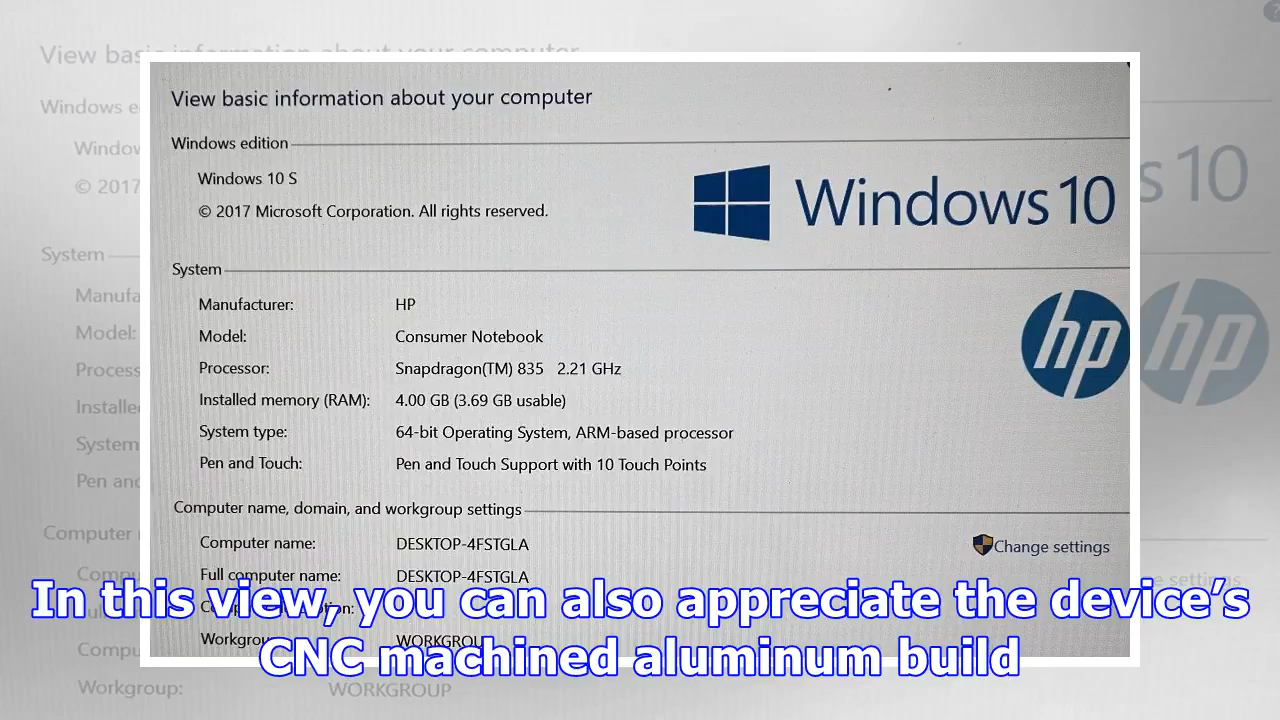 View basic information about your computer
Windows edition
Windows 10 S
© 2017 Microsoft Corporation. All rights reserved.
Windows 10
System
hp
Manufacturer: HP
Model: Consumer Notebook
Processor: Snapdragon(TM) 835 2.21 GHz
Installed memory (RAM): 4.00 GB (3.69 GB usable)
System type: 64-bit Operating System, ARM-based processor
Pen and Touch: Pen and Touch Support with 10 Touch Points
Computer name, domain, and workgroup settings
Computer name: DESKTOP-4FSTGLA
Change settings
Full computer name: DESKTOP-4FSTGLA
In this view, you can also appreciate the device’s
CNC machined aluminum build
Workgroup: WORKGROUP